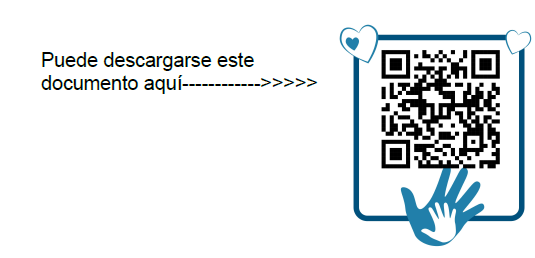 Puede descargarse este
documento aquí------------>>>>>